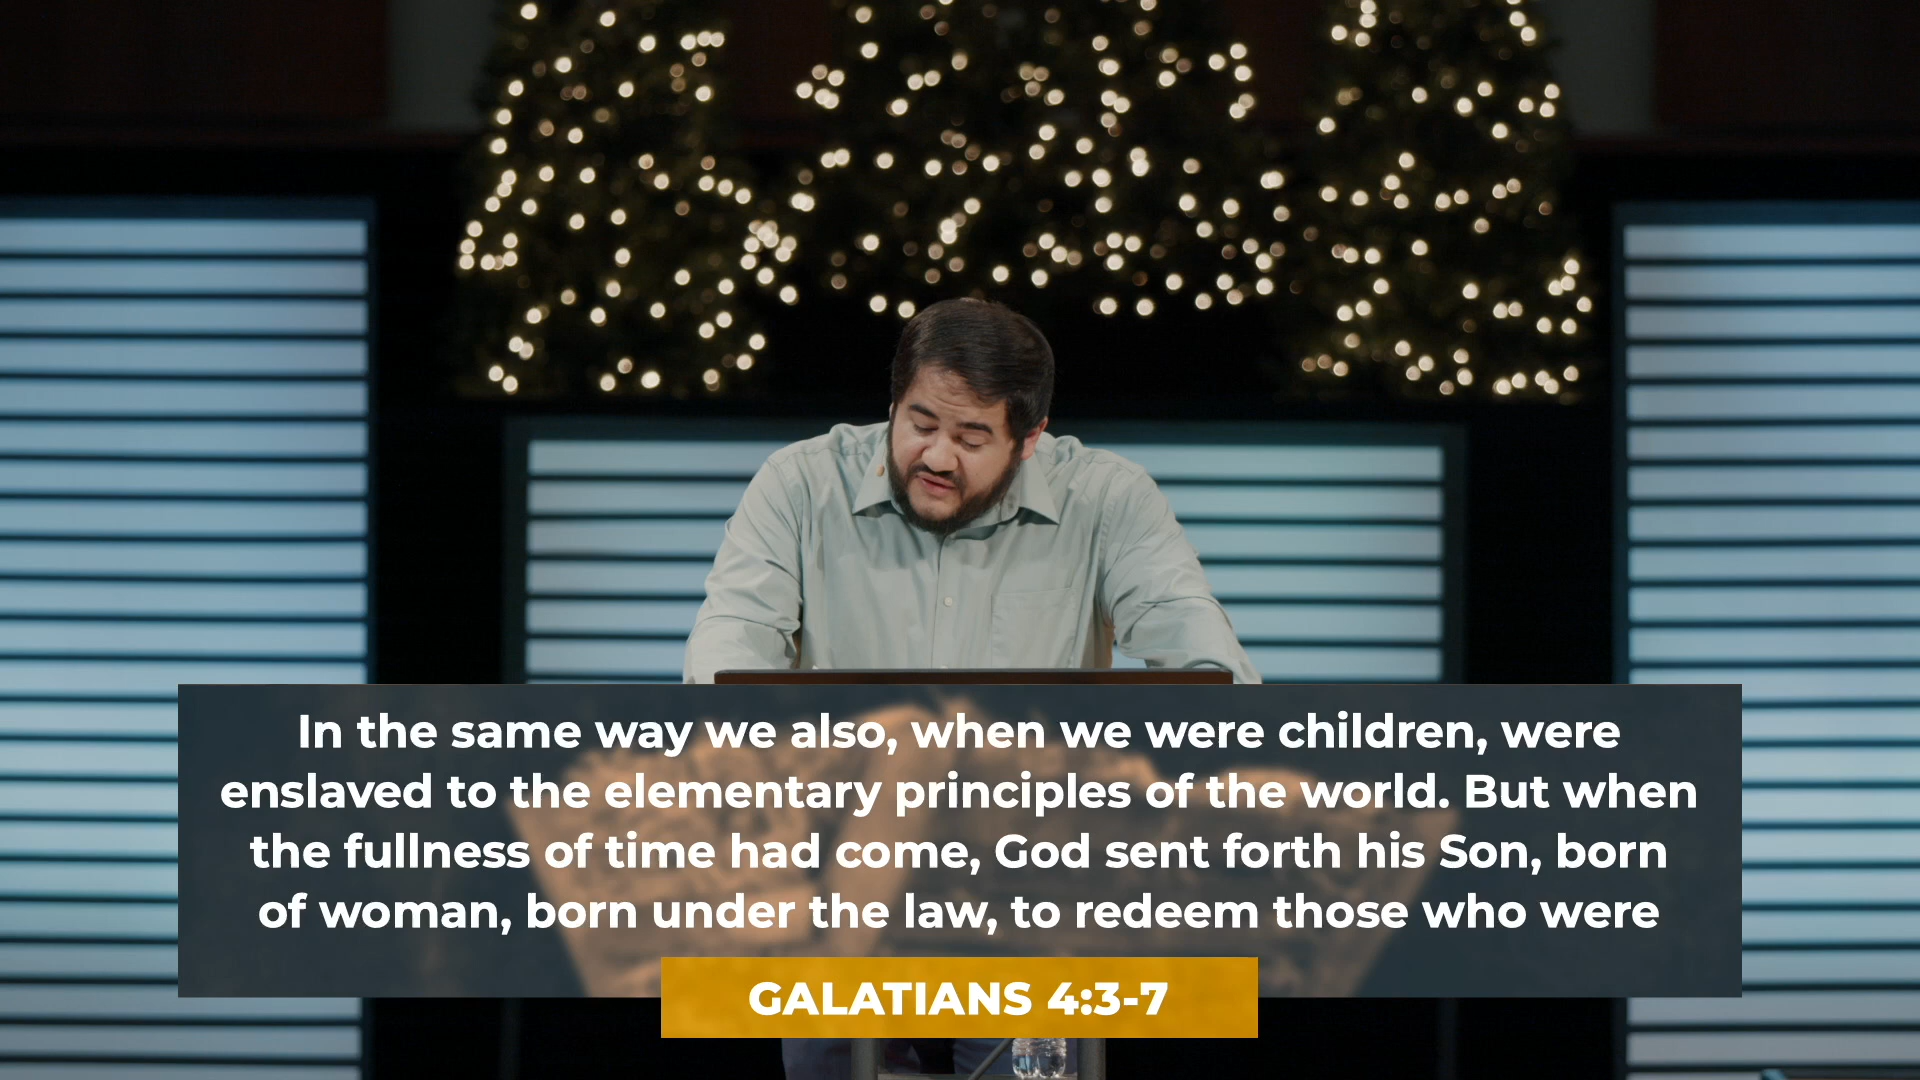 In the same way we also, when we were children, were
enslaved to the elementary principles of the world. But when
the fullness of time had come, God sent forth his Son, born
of woman, born under the law, to redeem those who were
GALATIANS 4:3-7